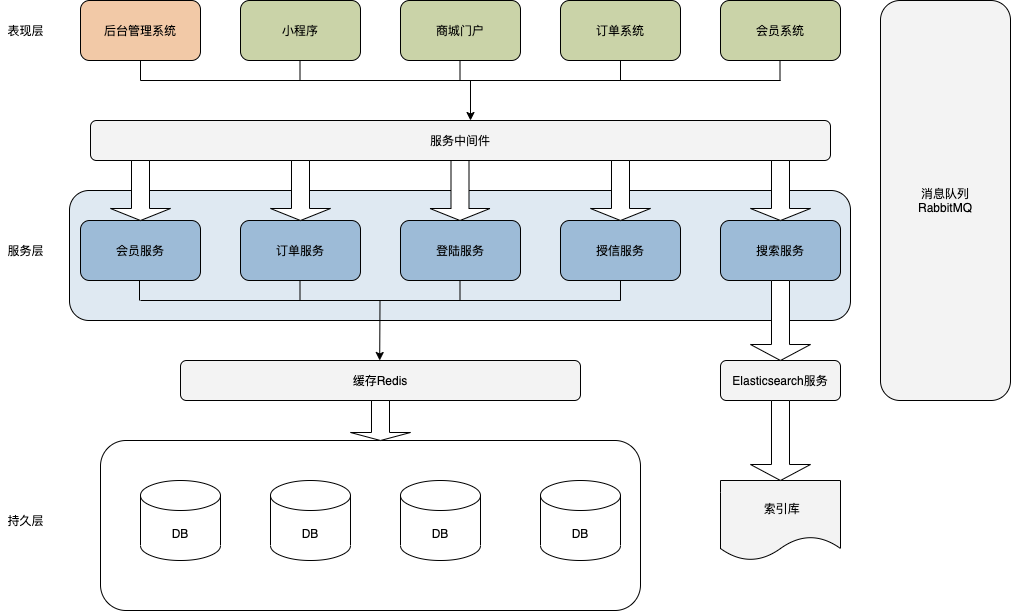 表现层
后台管理系统
小程序
商城门户
订单系统
会员系统
服务中间件
消息队列
RabbitMQ
服务层
会员服务
订单服务
登陆服务
授信服务
搜索服务
缓存Redis
Elasticsearch服务
持久层
DB
DB
DB
DB
索引库